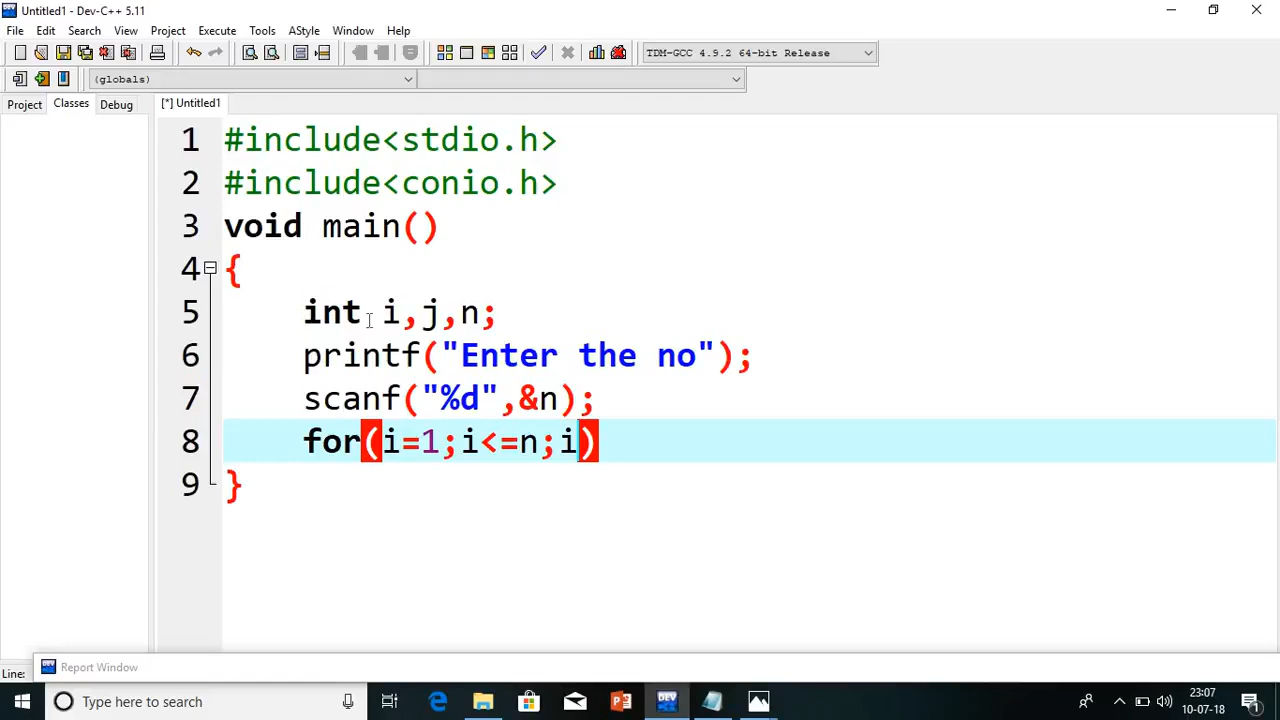 Untitled1 - Dev-C++ 5.11
File Edit Search View Project Execute Tools AStyle Window Help
TDM-GCC 4.9.2 64-bit Release
(globals)
Project Classes Debug [*] Untitled1
1 #include<stdio.h>
2 #include<conio.h>
3 void main()
4 {
5 int i,j,n;
6 printf("Enter the no");
7 scanf("%d",&n);
8 for(i=1;i<=n;i)
9 }
Line:
Report Window
Type here to search
DEV
23:07
10-07-18
1